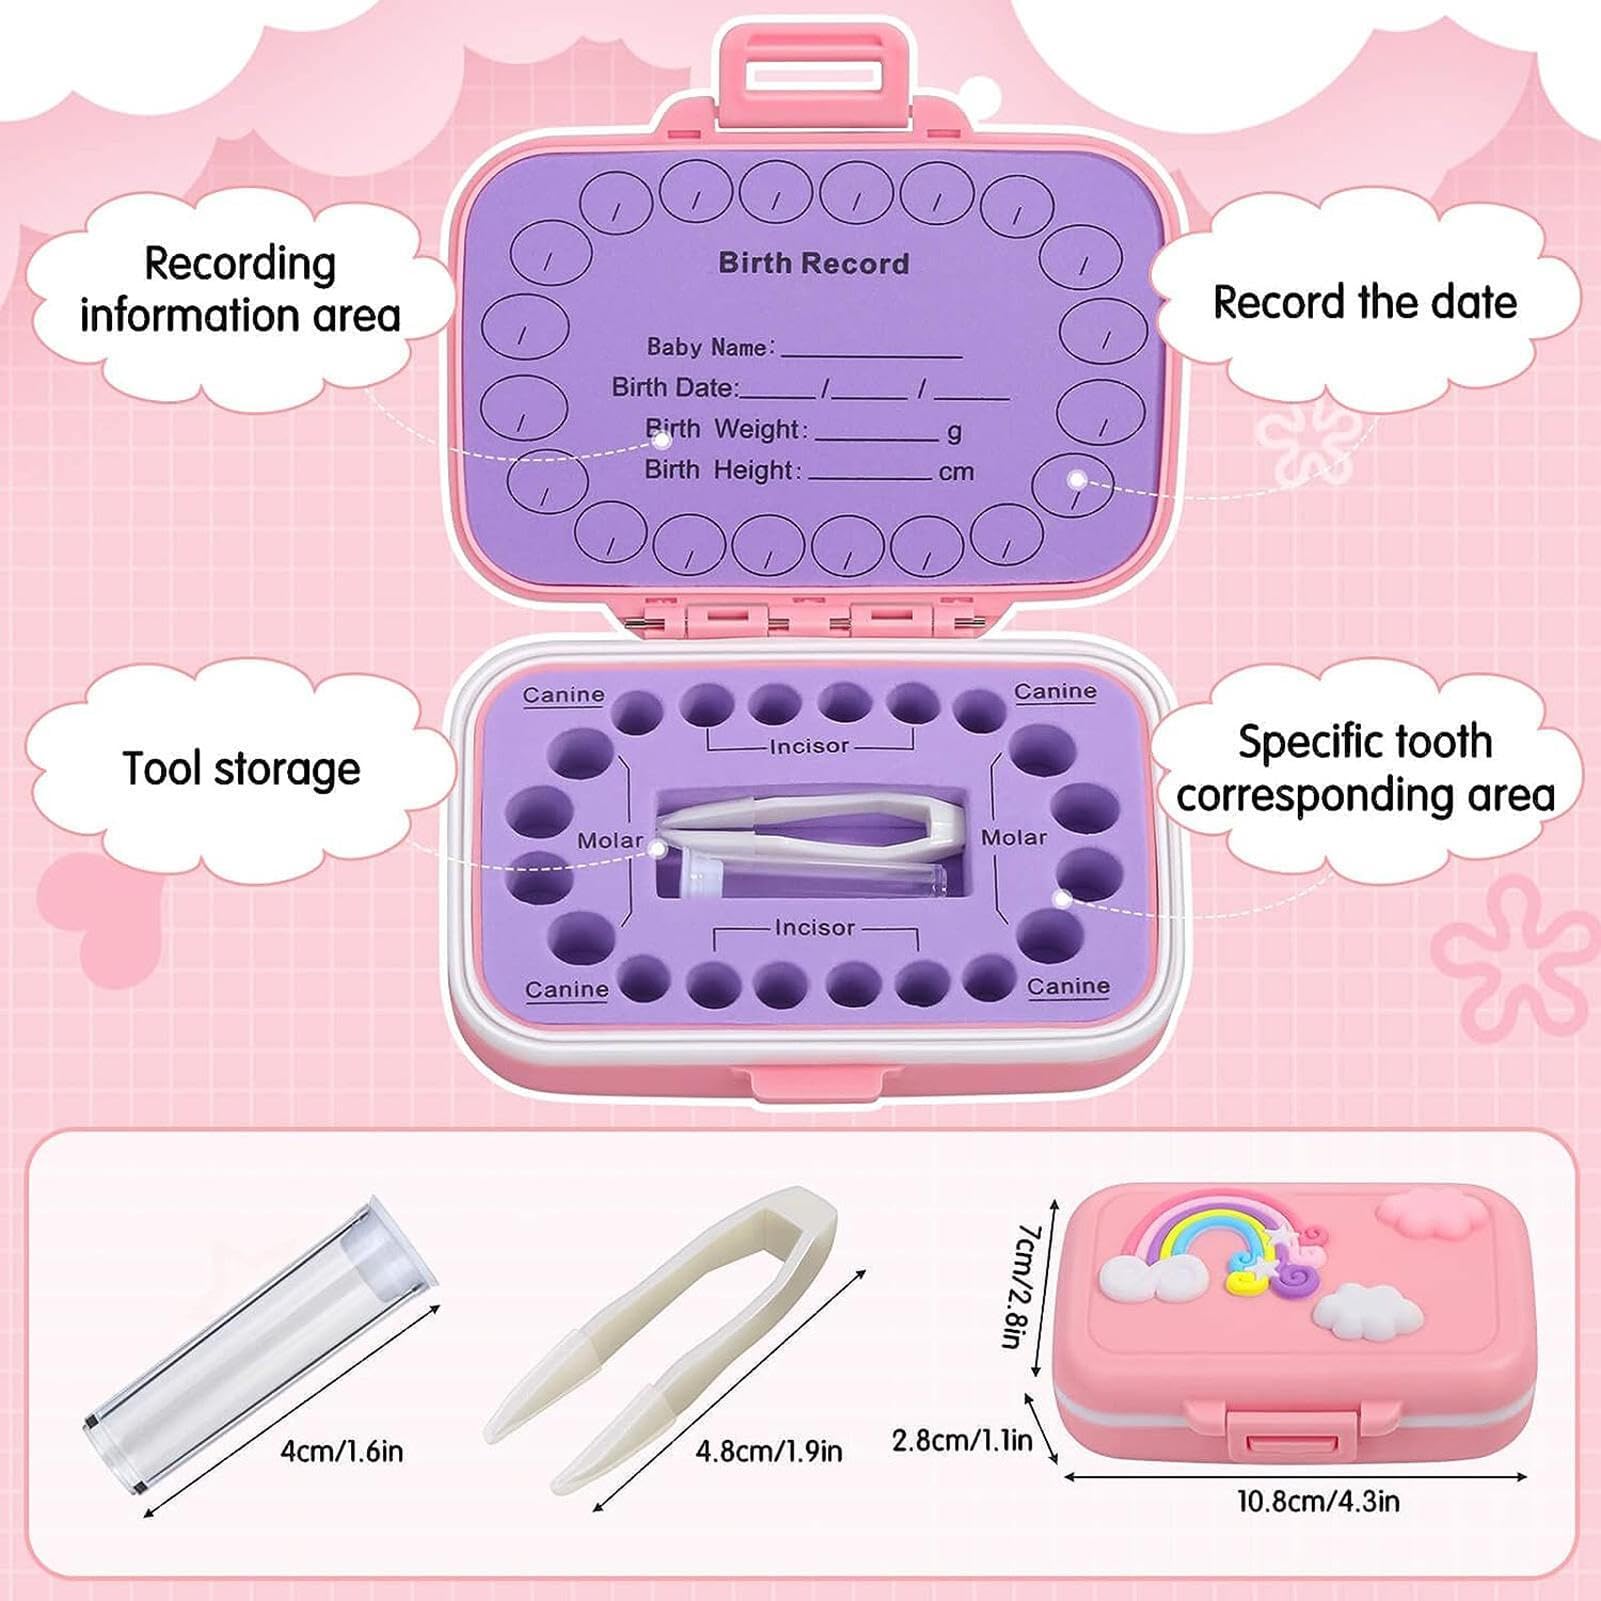 Recording
information area
Record the date
Birth Record
Baby Name:
Birth Date: / /
Birth Weight: g
Birth Height: cm
Tool storage
Specific tooth
corresponding area
Canine
Canine
Incisor
Molar
Molar
Incisor
Canine
Canine
4cm/1.6in
4.8cm/1.9in
7cm/2.8in
2.8cm/1.1in
10.8cm/4.3in